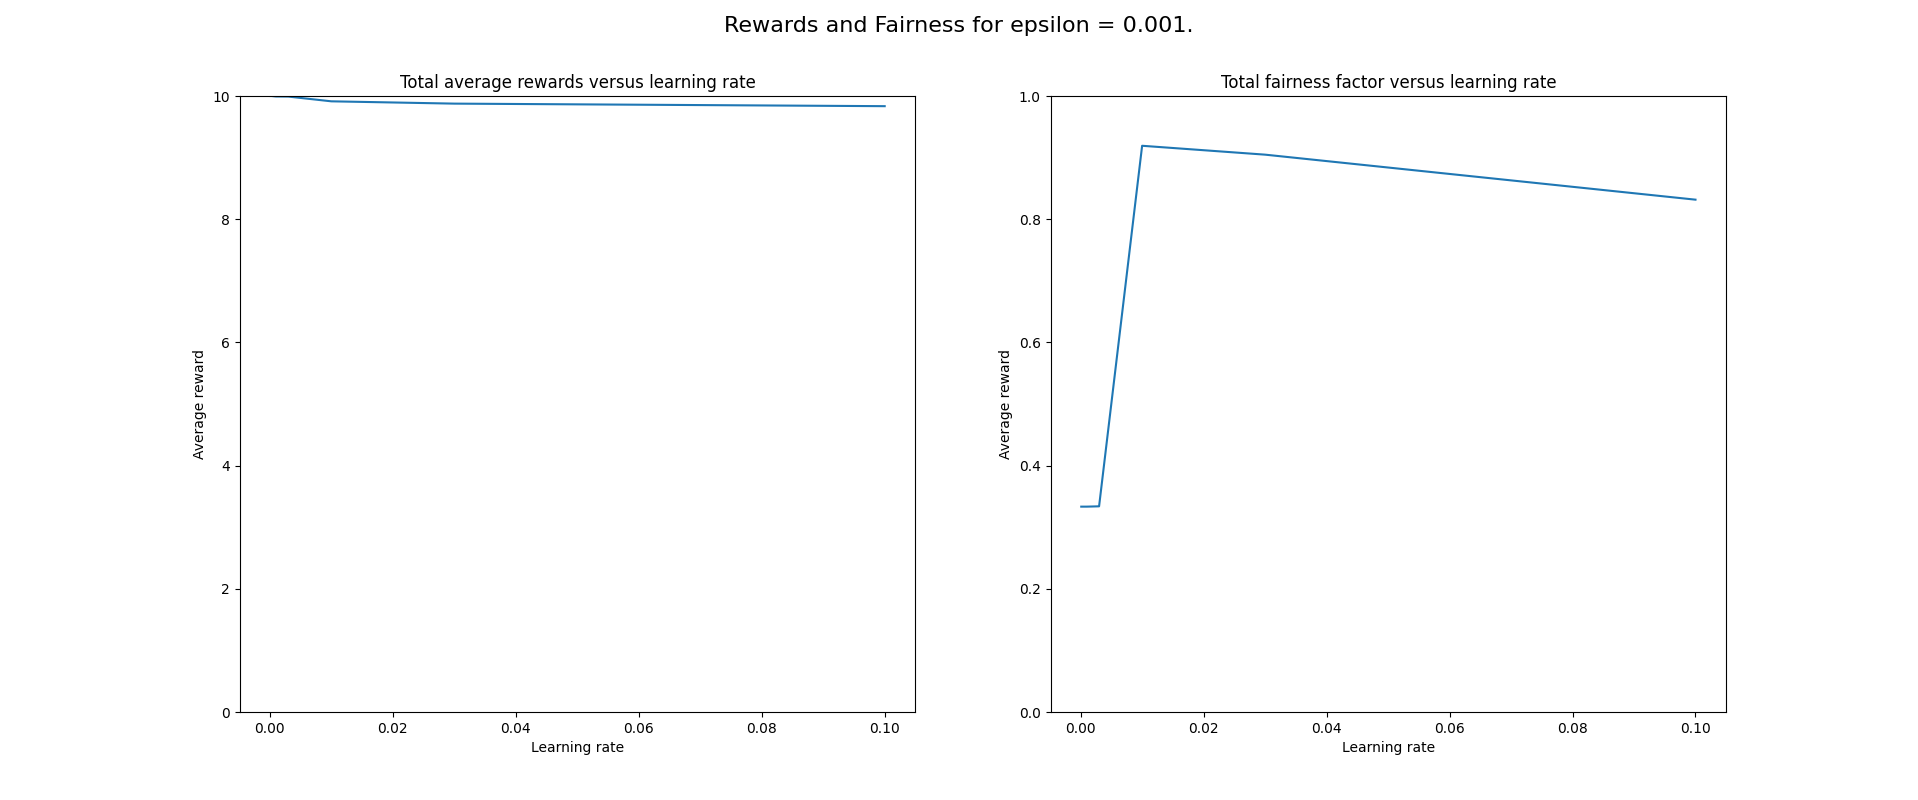 Rewards and Fairness for epsilon = 0.001.
Total average rewards versus learning rate
10
8
6
4
2
0
Average reward
0.00 0.02 0.04 0.06 0.08 0.10
Learning rate
Total fairness factor versus learning rate
1.0
0.8
0.6
0.4
0.2
0.0
Average reward
0.00 0.02 0.04 0.06 0.08 0.10
Learning rate